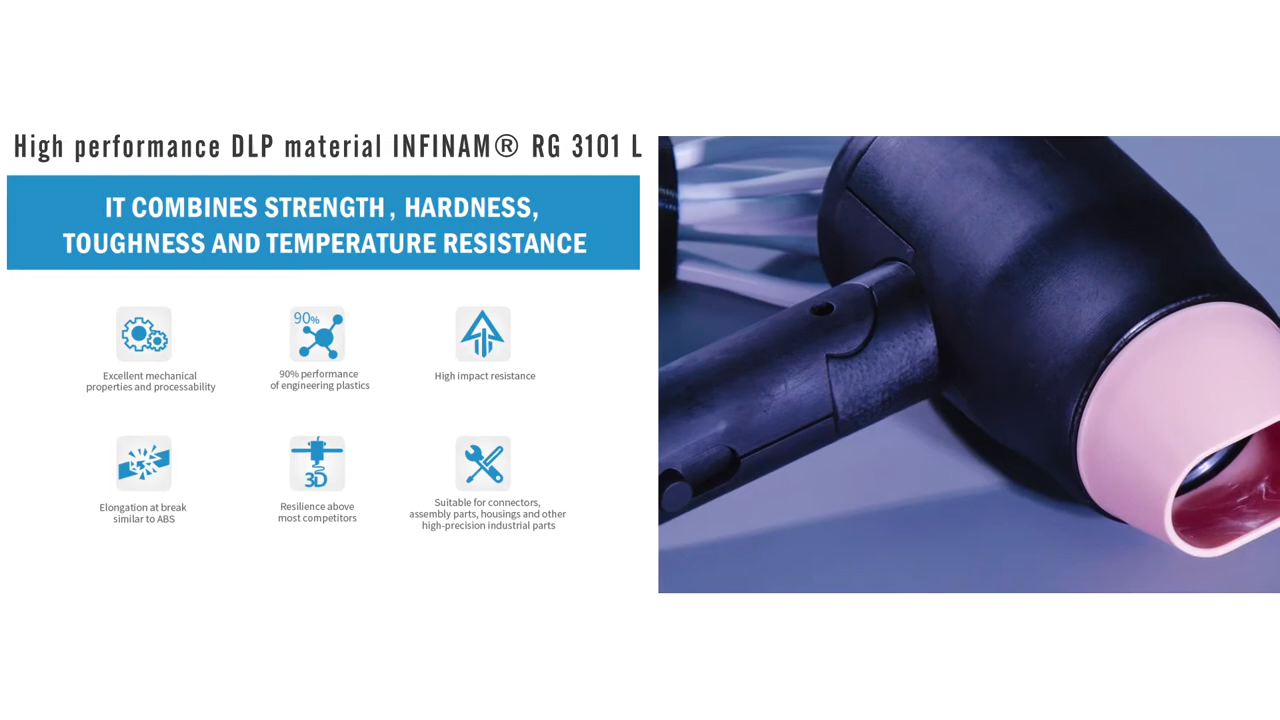 High performance DLP material INFINAM® RG 3101 L
IT COMBINES STRENGTH, HARDNESS,
TOUGHNESS AND TEMPERATURE RESISTANCE
90%
Excellent mechanical
properties and processability
90% performance
of engineering plastics
High impact resistance
3D
Elongation at break
similar to ABS
Resilience above
most competitors
Suitable for connectors,
assembly parts, housings and other
high-precision industrial parts